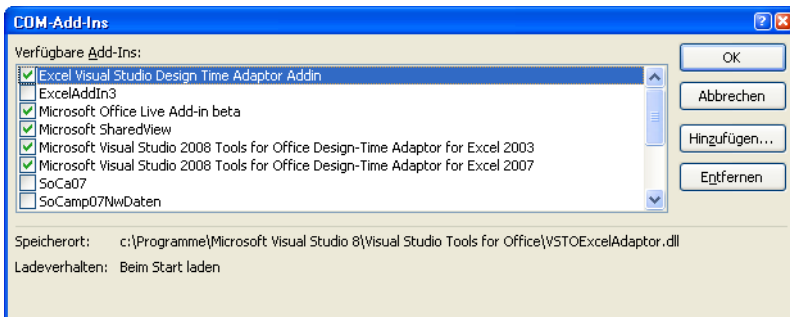 COM-Add-Ins
Verfügbare Add-Ins:
Excel Visual Studio Design Time Adaptor Addin
ExcelAddIn3
Microsoft Office Live Add-in beta
Microsoft SharedView
Microsoft Visual Studio 2008 Tools for Office Design-Time Adaptor for Excel 2003
Microsoft Visual Studio 2008 Tools for Office Design-Time Adaptor for Excel 2007
SoCa07
SoCamp07NwDaten
OK
Abbrechen
Hinzufügen...
Entfernen
Speicherort: c:\Programme\Microsoft Visual Studio 8\Visual Studio Tools for Office\VSTOExcelAdaptor.dll
Ladeverhalten: Beim Start laden